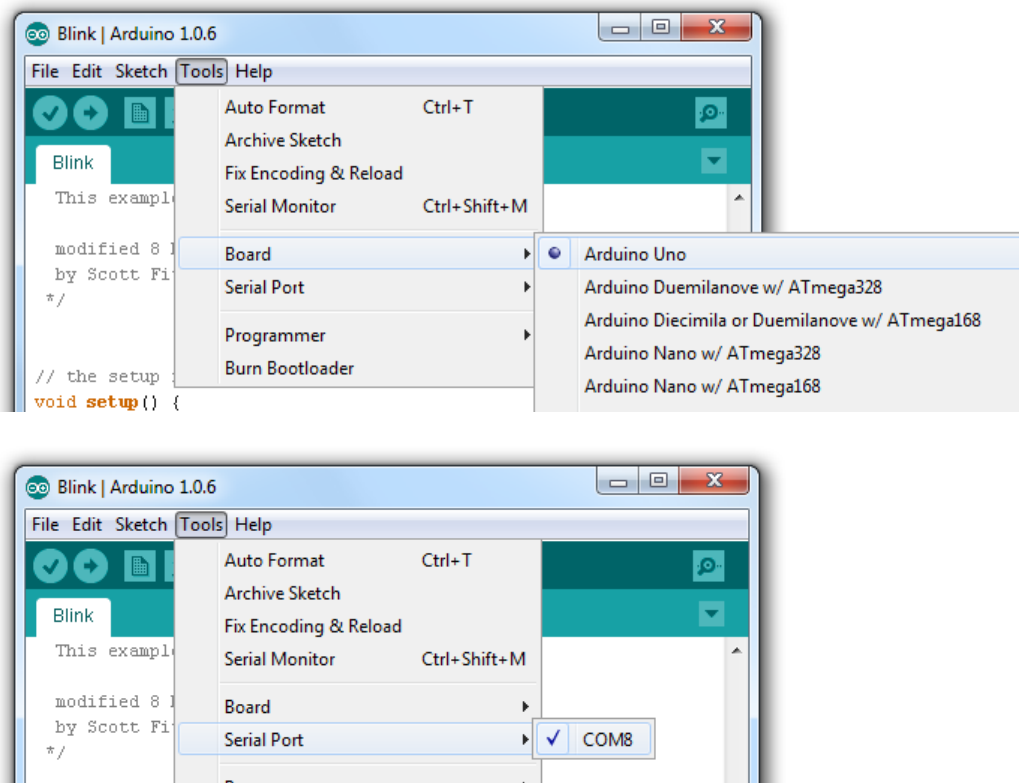 Blink | Arduino 1.0.6
File Edit Sketch Tools Help
Auto Format Ctrl+T
Archive Sketch
Fix Encoding & Reload
Serial Monitor Ctrl+Shift+M
Board
Serial Port
Programmer
Burn Bootloader
Arduino Uno
Arduino Duemilanove w/ ATmega328
Arduino Diecimila or Duemilanove w/ ATmega168
Arduino Nano w/ ATmega328
Arduino Nano w/ ATmega168
Blink
This exampl
modified 8
by Scott Fi
*/
// the setup
void setup() {
Blink | Arduino 1.0.6
File Edit Sketch Tools Help
Auto Format Ctrl+T
Archive Sketch
Fix Encoding & Reload
Serial Monitor Ctrl+Shift+M
Board
Serial Port
COM8
Blink
This exampl
modified 8
by Scott Fi
*/